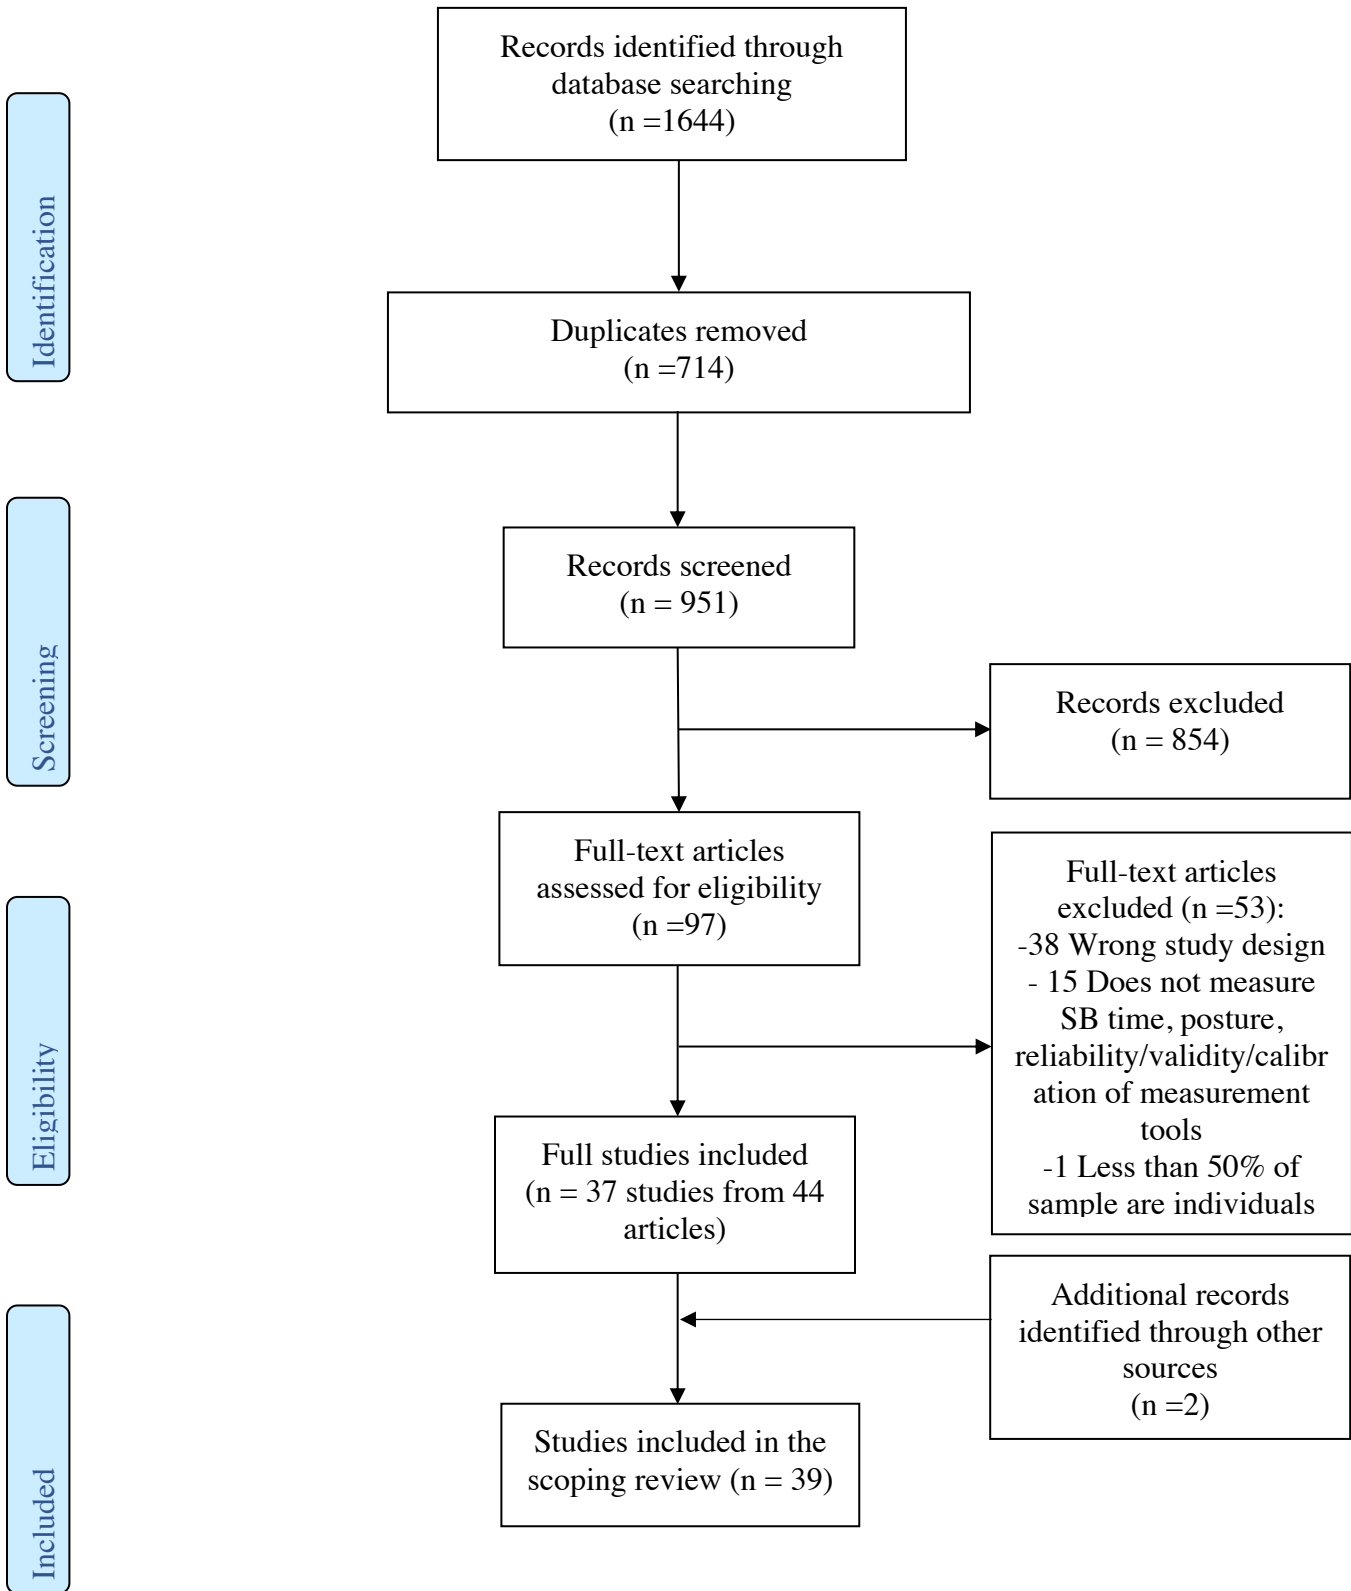 Records identified through
database searching
(n =1644)
Identification
Duplicates removed
(n =714)
Records screened
(n = 951)
Screening
Records excluded
(n = 854)
Full-text articles
assessed for eligibility
(n =97)
Full-text articles
excluded (n =53):
-38 Wrong study design
- 15 Does not measure
SB time, posture,
reliability/validity/calibr
ation of measurement
tools
-1 Less than 50% of
sample are individuals
Eligibility
Full studies included
(n = 37 studies from 44
articles)
Additional records
identified through other
sources
(n =2)
Studies included in the
scoping review (n = 39)
Included